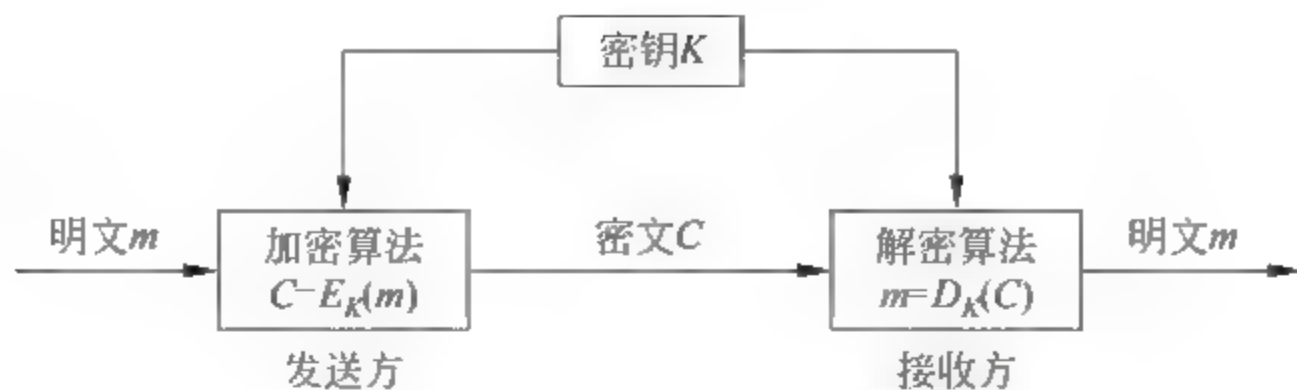 密钥K
明文m
加密算法
C=E_K(m)
密文C
解密算法
m=D_K(C)
明文m
发送方
接收方